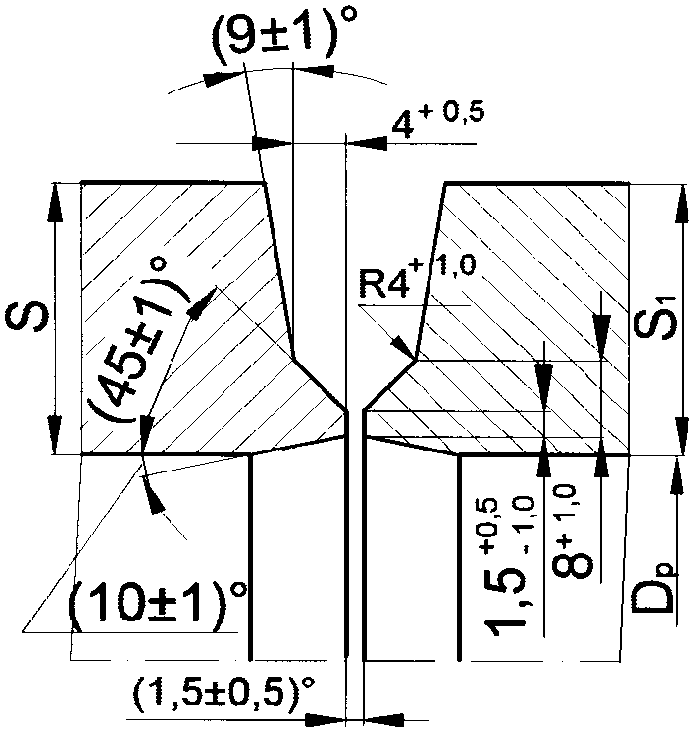 (9±1)°
4+ 0,5
R4+ 1,0
S
(45±1)°
S1
1,5+0,5 - 1,0
8+ 1,0
Dp
(10±1)°
(1,5±0,5)°